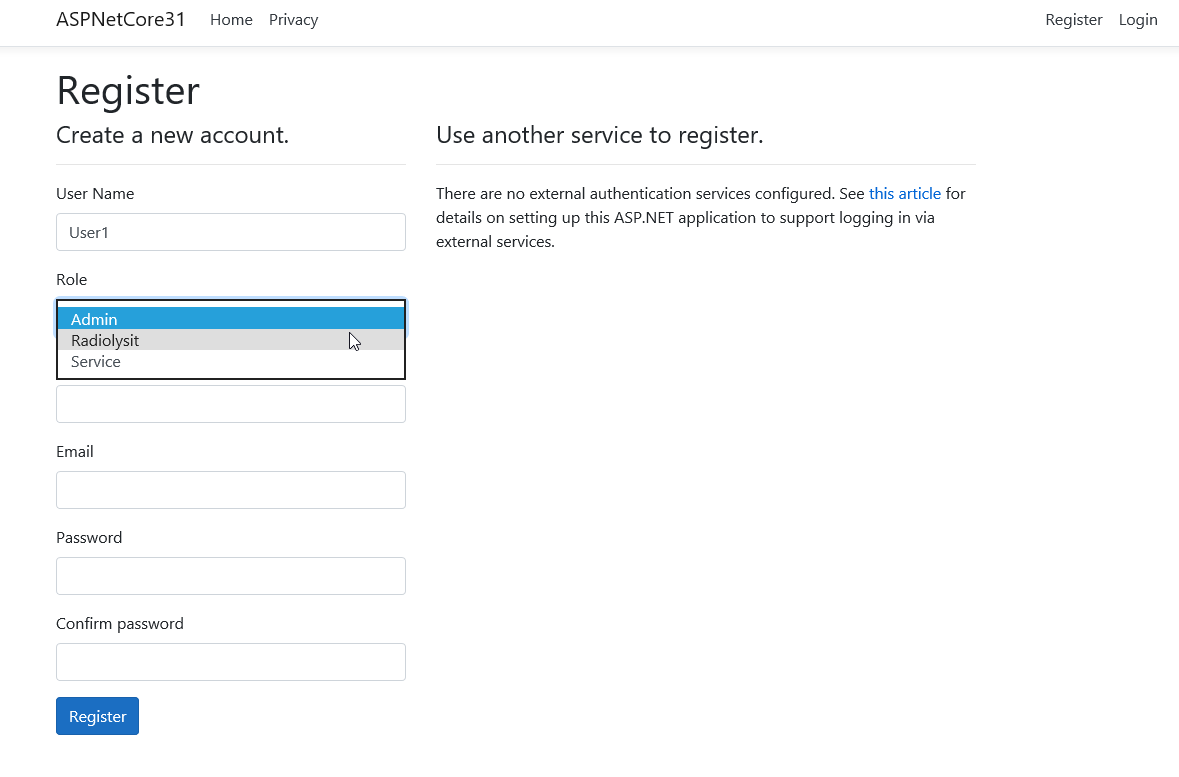 ASPNetCore31 Home Privacy Register Login
Register
Create a new account.
User Name
User1
Role
Admin
Radiolysit
Service
Email
Password
Confirm password
Register
Use another service to register.
There are no external authentication services configured. See this article for
details on setting up this ASP.NET application to support logging in via
external services.